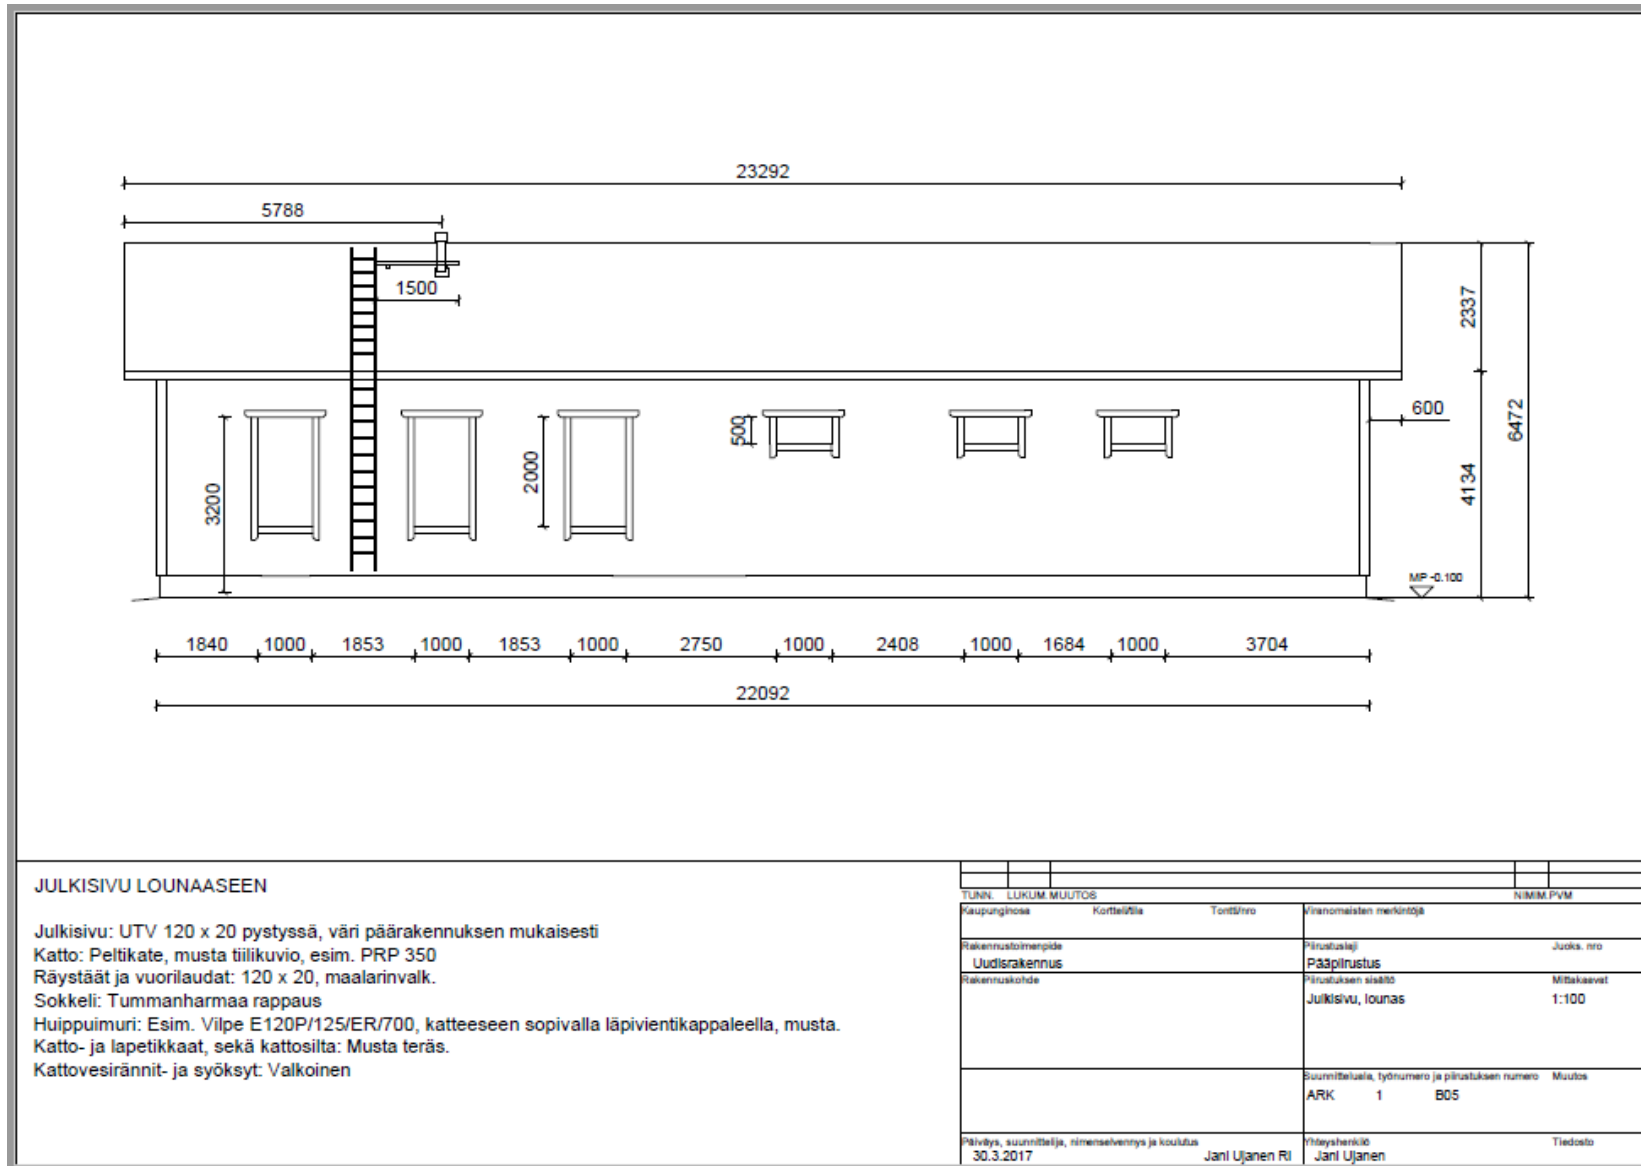 23292
5788
1500
2337
600
6472
500
2000
3200
4134
MP -0.100
1840 1000 1853 1000 1853 1000 2750 1000 2408 1000 1684 1000 3704
22092
JULKISIVU LOUNAASEEN
Julkisivu: UTV 120 x 20 pystyssä, väri päärakennuksen mukaisesti
Katto: Peltikate, musta tiilikuvio, esim. PRP 350
Räystäät ja vuorilaudat: 120 x 20, maalarinvalk.
Sokkeli: Tummanharmaa rappaus
Huippuimuri: Esim. Vilpe E120P/125/ER/700, katteeseen sopivalla läpivientikappaleella, musta.
Katto- ja lapetikkaat, sekä kattosilta: Musta teräs.
Kattovesirännit- ja syöksyt: Valkoinen
TUNN. LUKUM. MUUTOS NIMIM. PVM
Kaupunginosa Kortteli/tila Tontti/nro Viranomaisten merkintöjä
Rakennustoimenpide Piirustuslaji Juoks. nro
Uudisrakennus Pääpiirustus
Rakennuskohde Piirustuksen sisältö Mittakaavat
Julkisivu, lounas 1:100
Suunnitteluala, työnumero ja piirustuksen numero Muutos
ARK 1 B05
Päiväys, suunnittelija, nimenselvennys ja koulutus Yhteyshenkilö Tiedosto
30.3.2017 Jani Ujanen RI Jani Ujanen